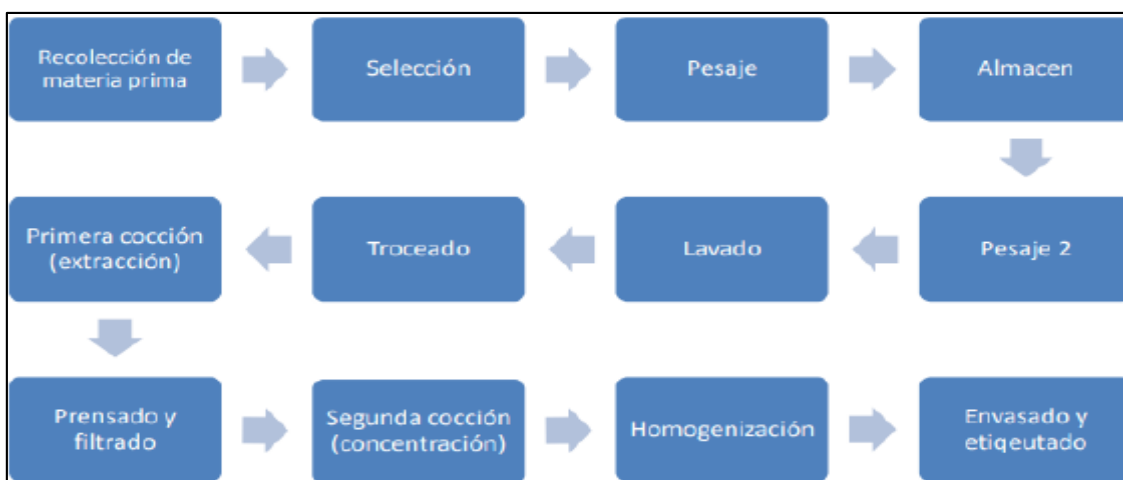 Recolección de
materia prima
Selección
Pesaje
Almacen
Pesaje 2
Lavado
Troceado
Primera cocción
(extracción)
Prensado y
filtrado
Segunda cocción
(concentración)
Homogenización
Envasado y
etiqeutado